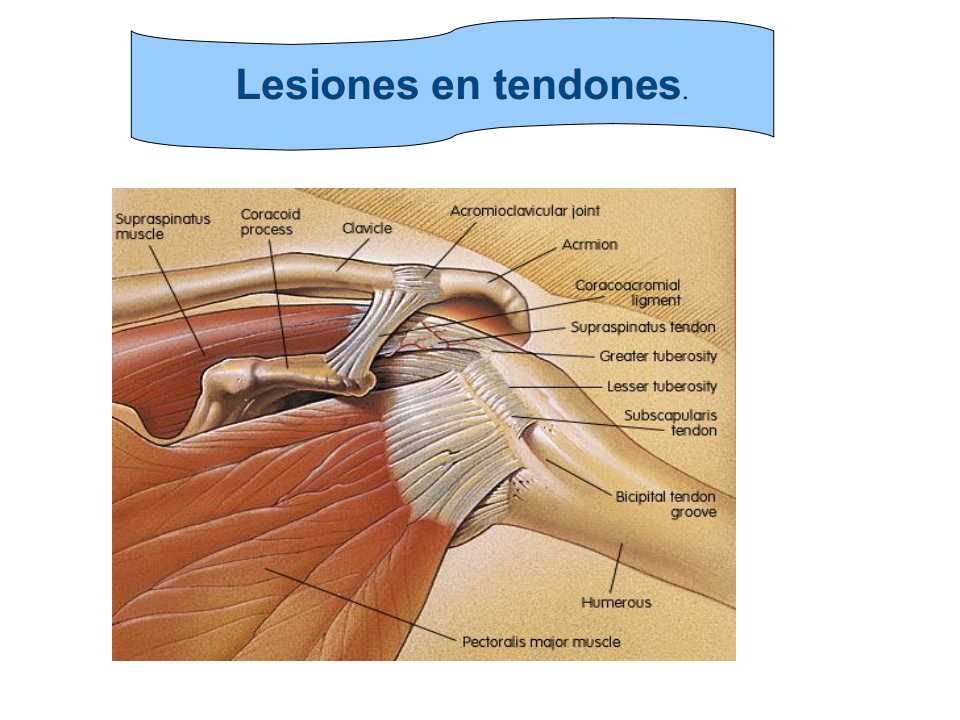 Lesiones en tendones.
Supraspinatus
muscle
Coracoid
process
Clavicle
Acromioclavicular joint
Acrmion
Coracoacromial
ligment
Supraspinatus tendon
Greater tuberosity
Lesser tuberosity
Subscapularis
tendon
Bicipital tendon
groove
Humerous
Pectoralis major muscle